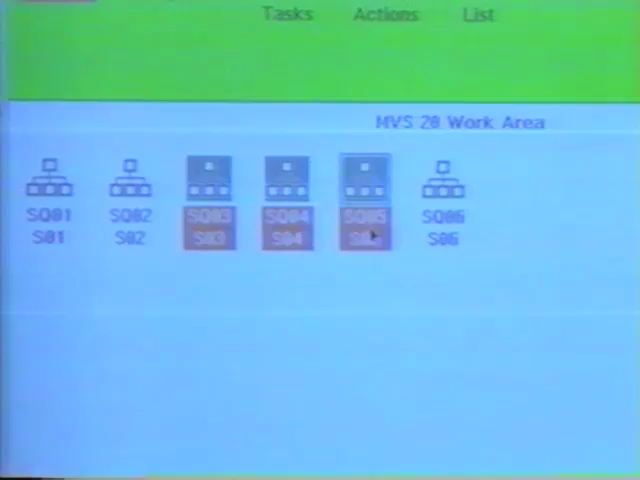 Tasks Actions List
MVS 20 Work Area
SQ01 SQ02 SQ03 SQ04 SQ05 SQ06
S01 S02 S03 S04 S06